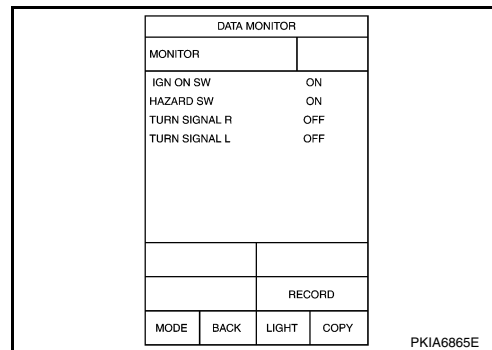 DATA MONITOR
MONITOR
IGN ON SW ON
HAZARD SW ON
TURN SIGNAL R OFF
TURN SIGNAL L OFF
RECORD
MODE BACK LIGHT COPY
PKIA6865E